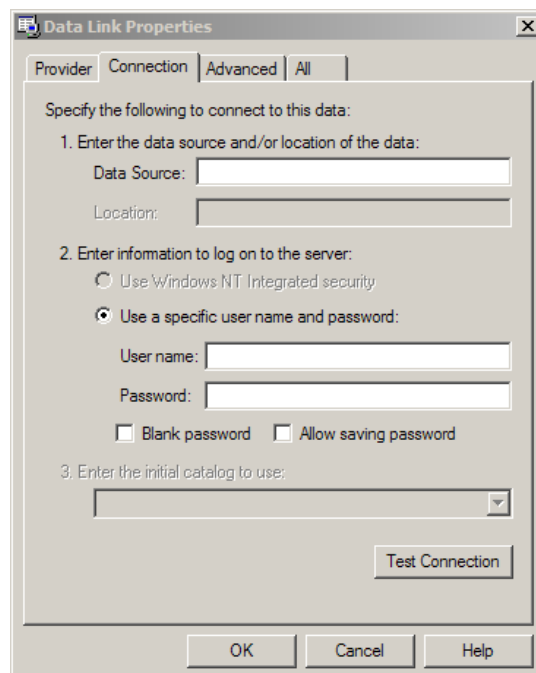 Data Link Properties
Provider Connection Advanced All
Specify the following to connect to this data:
1. Enter the data source and/or location of the data:
Data Source:
Location:
2. Enter information to log on to the server:
Use Windows NT Integrated security
Use a specific user name and password:
User name:
Password:
Blank password Allow saving password
3. Enter the initial catalog to use:
Test Connection
OK Cancel Help